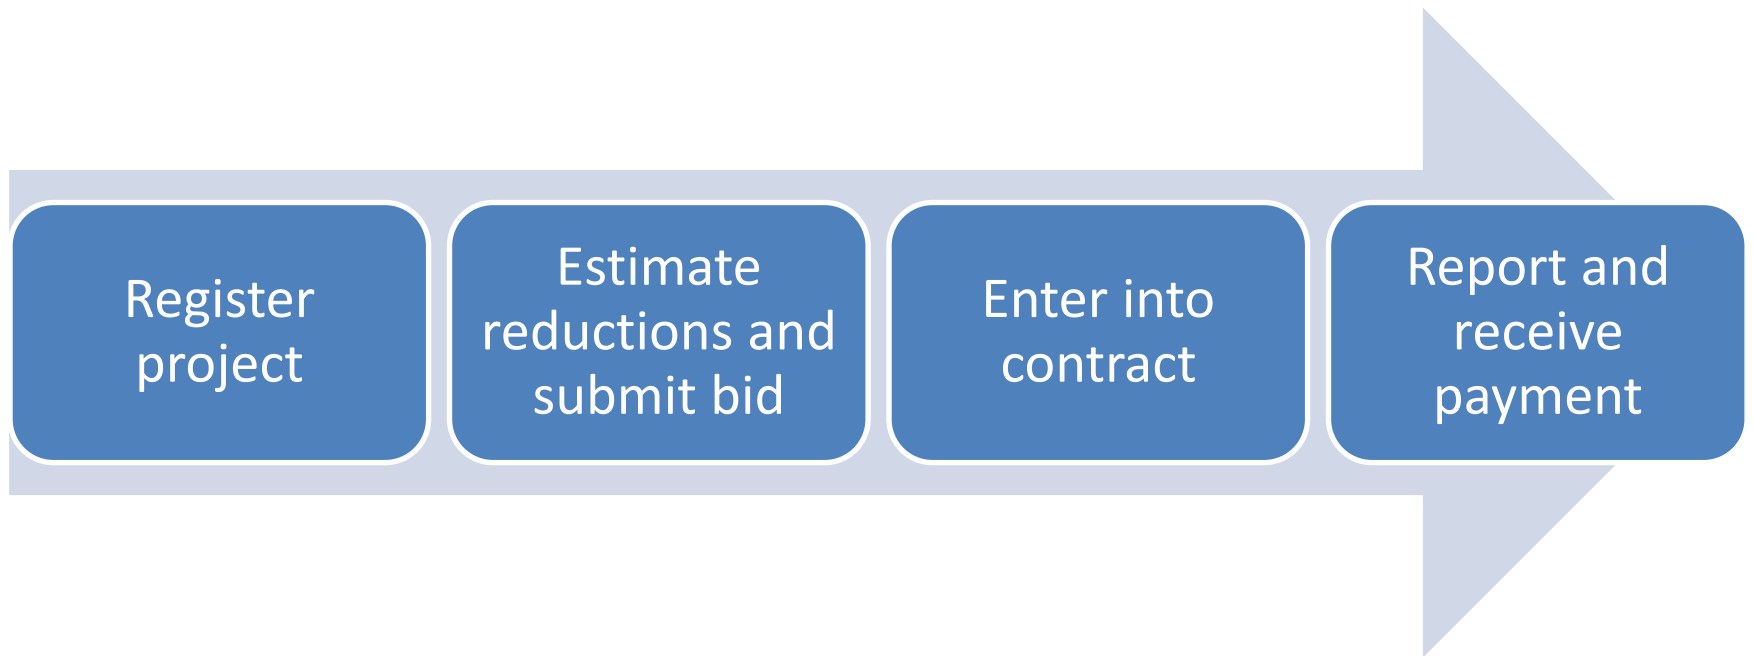 Register
project
Estimate
reductions and
submit bid
Enter into
contract
Report and
receive
payment